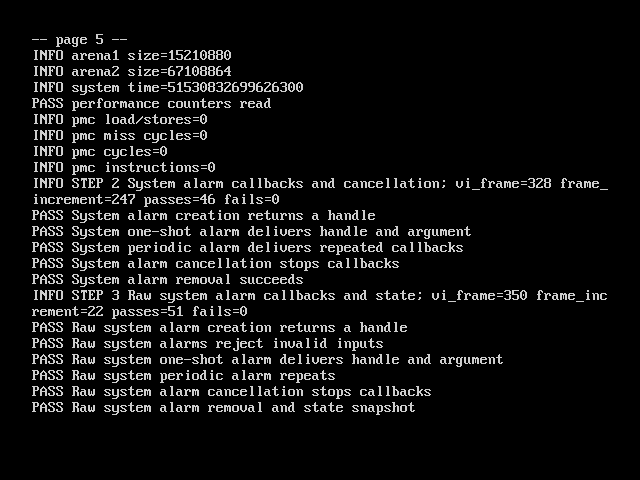 -- page 5 --
INFO arena1 size=15210880
INFO arena2 size=67108864
INFO system time=51530832699626300
PASS performance counters read
INFO pmc load/stores=0
INFO pmc miss cycles=0
INFO pmc cycles=0
INFO pmc instructions=0
INFO STEP 2 System alarm callbacks and cancellation; vi_frame=328 frame_
increment=247 passes=46 fails=0
PASS System alarm creation returns a handle
PASS System one-shot alarm delivers handle and argument
PASS System periodic alarm delivers repeated callbacks
PASS System alarm cancellation stops callbacks
PASS System alarm removal succeeds
INFO STEP 3 Raw system alarm callbacks and state; vi_frame=350 frame_inc
rement=22 passes=51 fails=0
PASS Raw system alarm creation returns a handle
PASS Raw system alarms reject invalid inputs
PASS Raw system one-shot alarm delivers handle and argument
PASS Raw system periodic alarm repeats
PASS Raw system alarm cancellation stops callbacks
PASS Raw system alarm removal and state snapshot